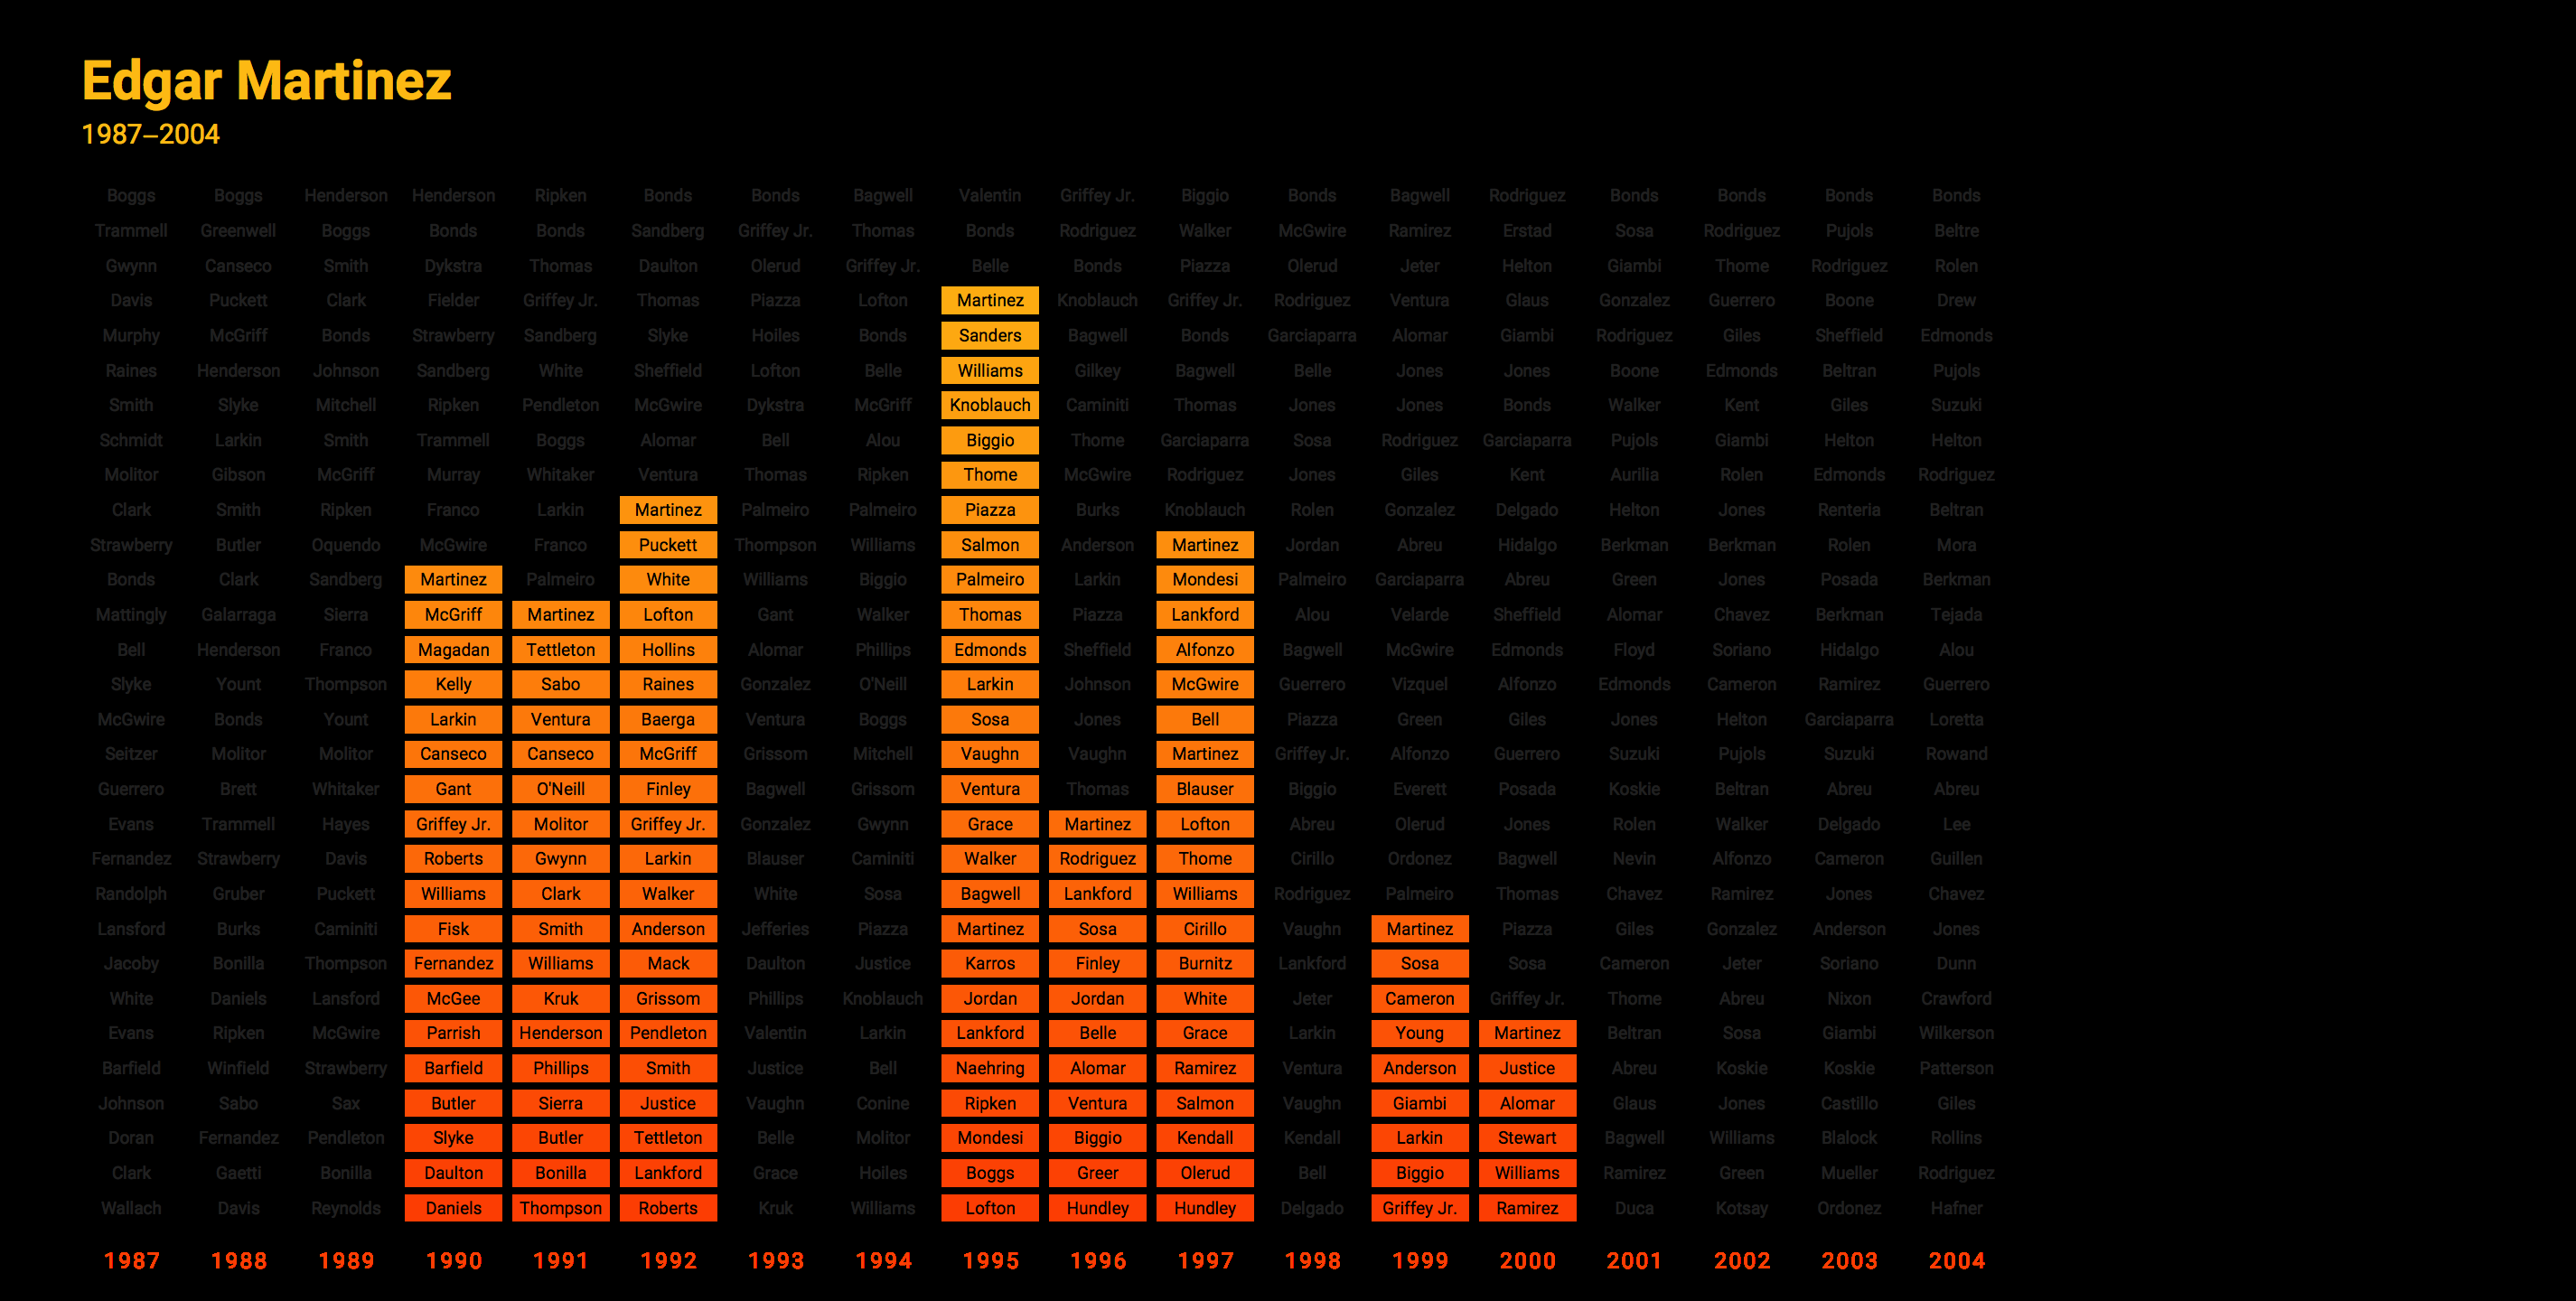 Edgar Martinez
1987–2004
Boggs Boggs Henderson Henderson Ripken Bonds Bonds Bagwell Valentin Griffey Jr. Biggio Bonds Bagwell Rodriguez Bonds Bonds Bonds Bonds
Trammell Greenwell Boggs Bonds Bonds Sandberg Griffey Jr. Thomas Bonds Rodriguez Walker McGwire Ramirez Erstad Sosa Rodriguez Pujols Beltre
Gwynn Canseco Smith Dykstra Thomas Daulton Olerud Griffey Jr. Belle Bonds Piazza Olerud Jeter Helton Giambi Thome Rodriguez Rolen
Davis Puckett Clark Fielder Griffey Jr. Thomas Piazza Lofton Martinez Knoblauch Griffey Jr. Rodriguez Ventura Glaus Gonzalez Guerrero Boone Drew
Murphy McGriff Bonds Strawberry Sandberg Slyke Hoiles Bonds Sanders Bagwell Bonds Garciaparra Alomar Giambi Rodriguez Giles Sheffield Edmonds
Raines Henderson Johnson Sandberg White Sheffield Lofton Belle Williams Gilkey Bagwell Belle Jones Jones Boone Edmonds Beltran Pujols
Smith Slyke Mitchell Ripken Pendleton McGwire Dykstra McGriff Knoblauch Caminiti Thomas Jones Jones Bonds Walker Kent Giles Suzuki
Schmidt Larkin Smith Trammell Boggs Alomar Bell Alou Biggio Thome Garciaparra Sosa Rodriguez Garciaparra Pujols Giambi Helton Helton
Molitor Gibson McGriff Murray Whitaker Ventura Thomas Ripken Thome McGwire Rodriguez Jones Giles Kent Aurilia Rolen Edmonds Rodriguez
Clark Smith Ripken Franco Larkin Martinez Palmeiro Palmeiro Piazza Burks Knoblauch Rolen Gonzalez Delgado Helton Jones Renteria Beltran
Strawberry Butler Oquendo McGwire Franco Puckett Thompson Williams Salmon Anderson Martinez Jordan Abreu Hidalgo Berkman Berkman Rolen Mora
Bonds Clark Sandberg Martinez Palmeiro White Williams Biggio Palmeiro Larkin Mondesi Palmeiro Garciaparra Abreu Green Jones Posada Berkman
Mattingly Galarraga Sierra McGriff Martinez Lofton Gant Walker Thomas Piazza Lankford Alou Velarde Sheffield Alomar Chavez Berkman Tejada
Bell Henderson Franco Magadan Tettleton Hollins Alomar Phillips Edmonds Sheffield Alfonzo Bagwell McGwire Edmonds Floyd Soriano Hidalgo Alou
Slyke Yount Thompson Kelly Sabo Raines Gonzalez O'Neill Larkin Johnson McGwire Guerrero Vizquel Alfonzo Edmonds Cameron Ramirez Guerrero
McGwire Bonds Yount Larkin Ventura Baerga Ventura Boggs Sosa Jones Bell Piazza Green Giles Jones Helton Garciaparra Loretta
Seitzer Molitor Molitor Canseco Canseco McGriff Grissom Mitchell Vaughn Vaughn Martinez Griffey Jr. Alfonzo Guerrero Suzuki Pujols Suzuki Rowand
Guerrero Brett Whitaker Gant O'Neill Finley Bagwell Grissom Ventura Thomas Blauser Biggio Everett Posada Koskie Beltran Abreu Abreu
Evans Trammell Hayes Griffey Jr. Molitor Griffey Jr. Gonzalez Gwynn Grace Martinez Lofton Abreu Olerud Jones Rolen Walker Delgado Lee
Fernandez Strawberry Davis Roberts Gwynn Larkin Blauser Caminiti Walker Rodriguez Thome Cirillo Ordonez Bagwell Nevin Alfonzo Cameron Guillen
Randolph Gruber Puckett Williams Clark Walker White Sosa Bagwell Lankford Williams Rodriguez Palmeiro Thomas Chavez Ramirez Jones Chavez
Lansford Burks Caminiti Fisk Smith Anderson Jefferies Piazza Martinez Sosa Cirillo Vaughn Martinez Piazza Giles Gonzalez Anderson Jones
Jacoby Bonilla Thompson Fernandez Williams Mack Daulton Justice Karros Finley Burnitz Lankford Sosa Sosa Cameron Jeter Soriano Dunn
White Daniels Lansford McGee Kruk Grissom Phillips Knoblauch Jordan Jordan White Jeter Cameron Griffey Jr. Thome Abreu Nixon Crawford
Evans Ripken McGwire Parrish Henderson Pendleton Valentin Larkin Lankford Belle Grace Larkin Young Martinez Beltran Sosa Giambi Wilkerson
Barfield Winfield Strawberry Barfield Phillips Smith Justice Bell Naehring Alomar Ramirez Ventura Anderson Justice Abreu Koskie Koskie Patterson
Johnson Sabo Sax Butler Sierra Justice Vaughn Conine Ripken Ventura Salmon Vaughn Giambi Alomar Glaus Jones Castillo Giles
Doran Fernandez Pendleton Slyke Butler Tettleton Belle Molitor Mondesi Biggio Kendall Kendall Larkin Stewart Bagwell Williams Blalock Rollins
Clark Gaetti Bonilla Daulton Bonilla Lankford Grace Hoiles Boggs Greer Olerud Bell Biggio Williams Ramirez Green Mueller Rodriguez
Wallach Davis Reynolds Daniels Thompson Roberts Kruk Williams Lofton Hundley Hundley Delgado Griffey Jr. Ramirez Duca Kotsay Ordonez Hafner
1987 1988 1989 1990 1991 1992 1993 1994 1995 1996 1997 1998 1999 2000 2001 2002 2003 2004